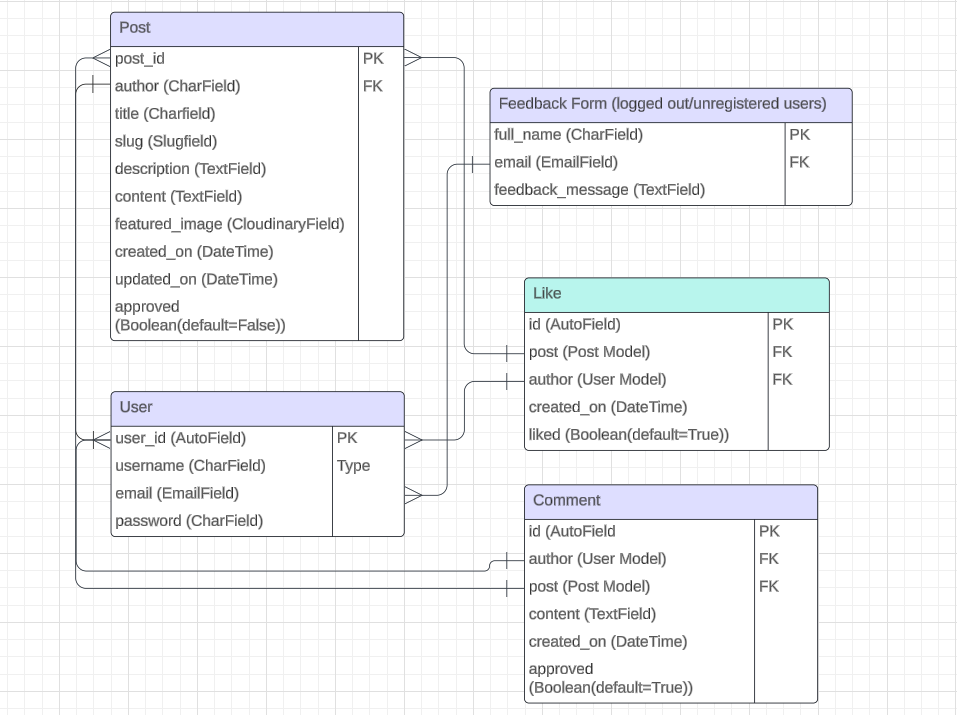 Post
post_id PK
author (CharField) FK
title (Charfield)
slug (Slugfield)
description (TextField)
content (TextField)
featured_image (CloudinaryField)
created_on (DateTime)
updated_on (DateTime)
approved
(Boolean(default=False))
Feedback Form (logged out/unregistered users)
full_name (CharField) PK
email (EmailField) FK
feedback_message (TextField)
Like
id (AutoField) PK
post (Post Model) FK
author (User Model) FK
created_on (DateTime)
liked (Boolean(default=True))
User
user_id (AutoField) PK
username (CharField) Type
email (EmailField)
password (CharField)
Comment
id (AutoField PK
author (User Model) FK
post (Post Model) FK
content (TextField)
created_on (DateTime)
approved
(Boolean(default=True))